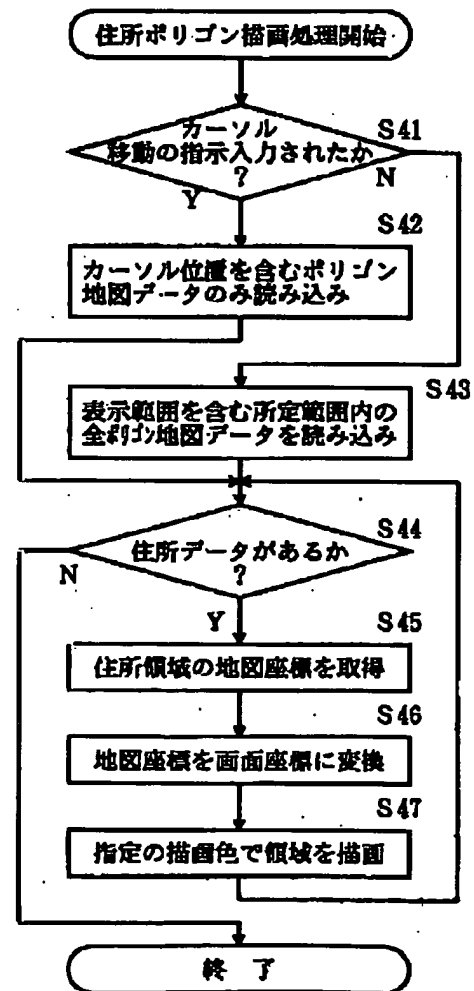 住所ポリゴン描画処理開始
カーソル
移動の指示入力されたか
?
S41
Y
N
S42
カーソル位置を含むポリゴン
地図データのみ読み込み
S43
表示範囲を含む所定範囲内の
全ﾎﾟﾘｺﾞﾝ地図データを読み込み
S44
住所データがあるか
?
N
Y
S45
住所領域の地図座標を取得
S46
地図座標を画面座標に変換
S47
指定の描画色で領域を描画
終 了